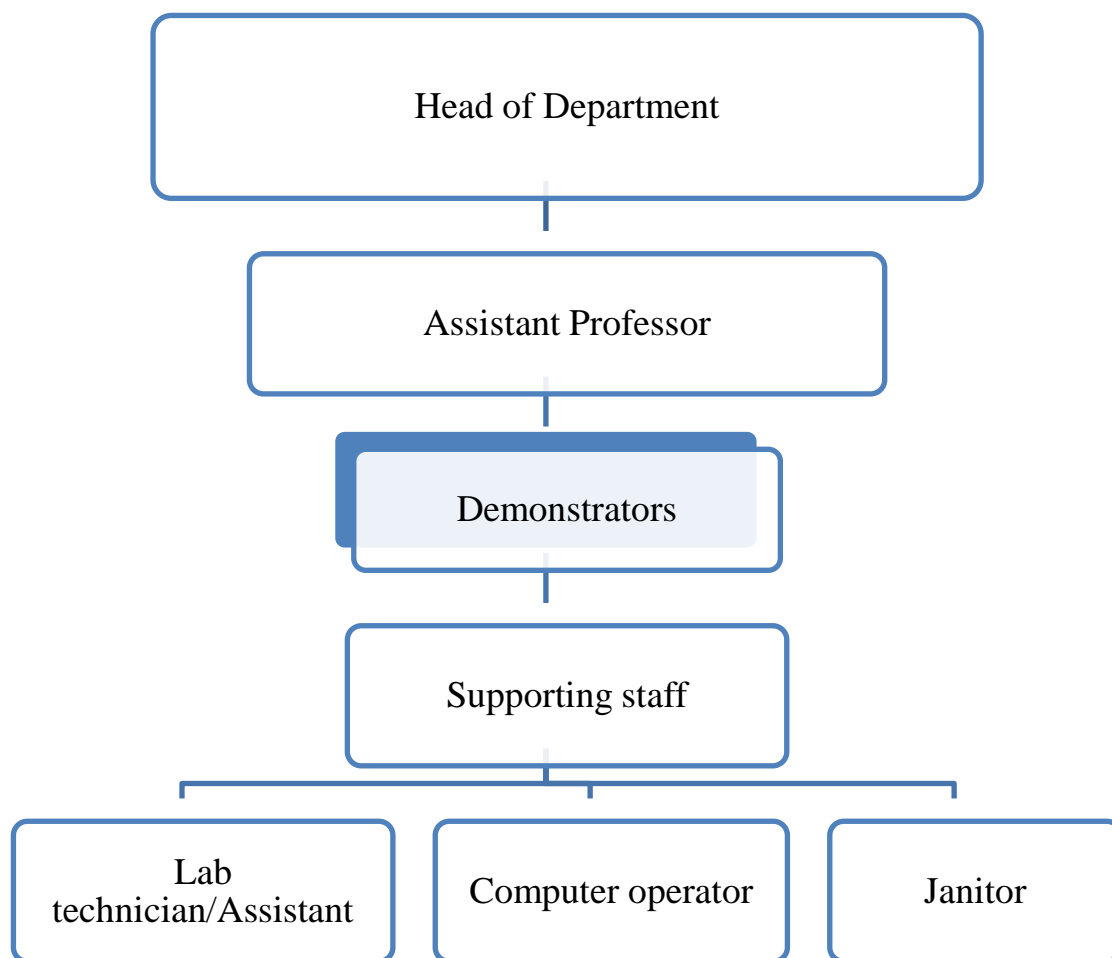 Head of Department
Assistant Professor
Demonstrators
Supporting staff
Lab
technician/Assistant
Computer operator
Janitor